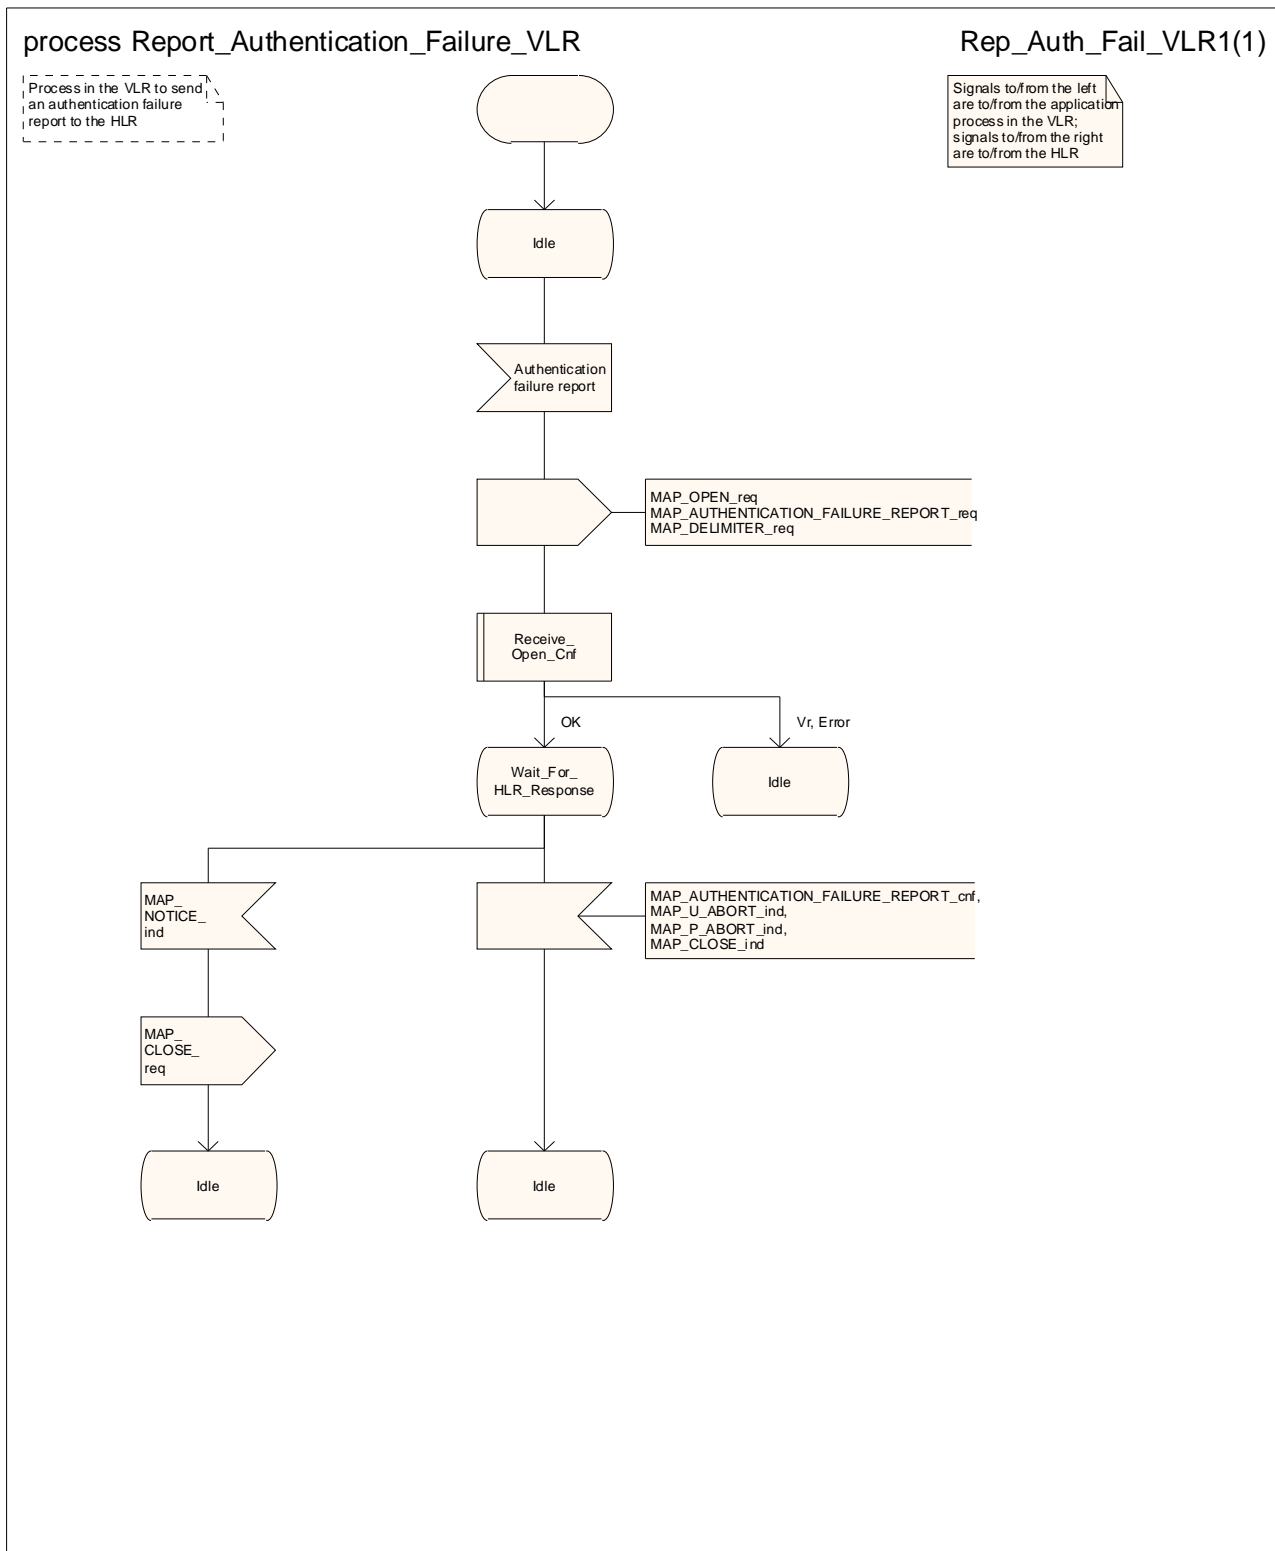 process Report_Authentication_Failure_VLR
Rep_Auth_Fail_VLR1(1)
Process in the VLR to send
an authentication failure
report to the HLR
Signals to/from the left
are to/from the application
process in the VLR;
signals to/from the right
are to/from the HLR
Idle
Authentication
failure report
MAP_OPEN_req
MAP_AUTHENTICATION_FAILURE_REPORT_req
MAP_DELIMITER_req
Receive_
Open_Cnf
OK
Vr, Error
Wait_For_
HLR_Response
Idle
MAP_
NOTICE_
ind
MAP_AUTHENTICATION_FAILURE_REPORT_cnf,
MAP_U_ABORT_ind,
MAP_P_ABORT_ind,
MAP_CLOSE_ind
MAP_
CLOSE_
req
Idle
Idle